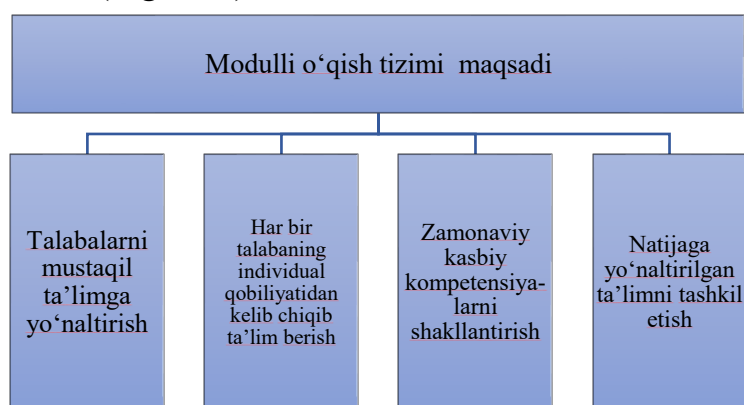 Modulli o‘qish tizimi maqsadi
Talabalarni
mustaqil
ta’limga
yo‘naltirish
Har bir
talabaning
individual
qobiliyatidan
kelib chiqib
ta’lim berish
Zamonaviy
kasbiy
kompetensiya-
larni
shakllantirish
Natijaga
yo‘naltirilgan
ta’limni tashkil
etish